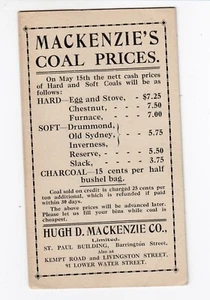 MACKENZIE'S
COAL PRICES.
On May 15th the nett cash prices
of Hard and Soft Coals will be as
follows:
HARD—Egg and Stove, - $7.25
Chestnut, - - 7.50
Furnace, - - 7.00
SOFT—Drummond,
Old Sydney, - - 5.75
Inverness,
Reserve, - - 5.50
Slack, - - 3.75
CHARCOAL—15 cents per half
bushel bag.
Coal sold on credit is charged 25 cents per
ton additional, which is refunded if paid
within 30 days.
The above prices will be advanced later.
Please let us fill your bins while coal is
cheapest.
HUGH D. MACKENZIE CO.,
Limited.
ST. PAUL BUILDING, Barrington Street,
Also at
KEMPT ROAD and LIVINGSTON STREET.
LOWER WATER STREET.